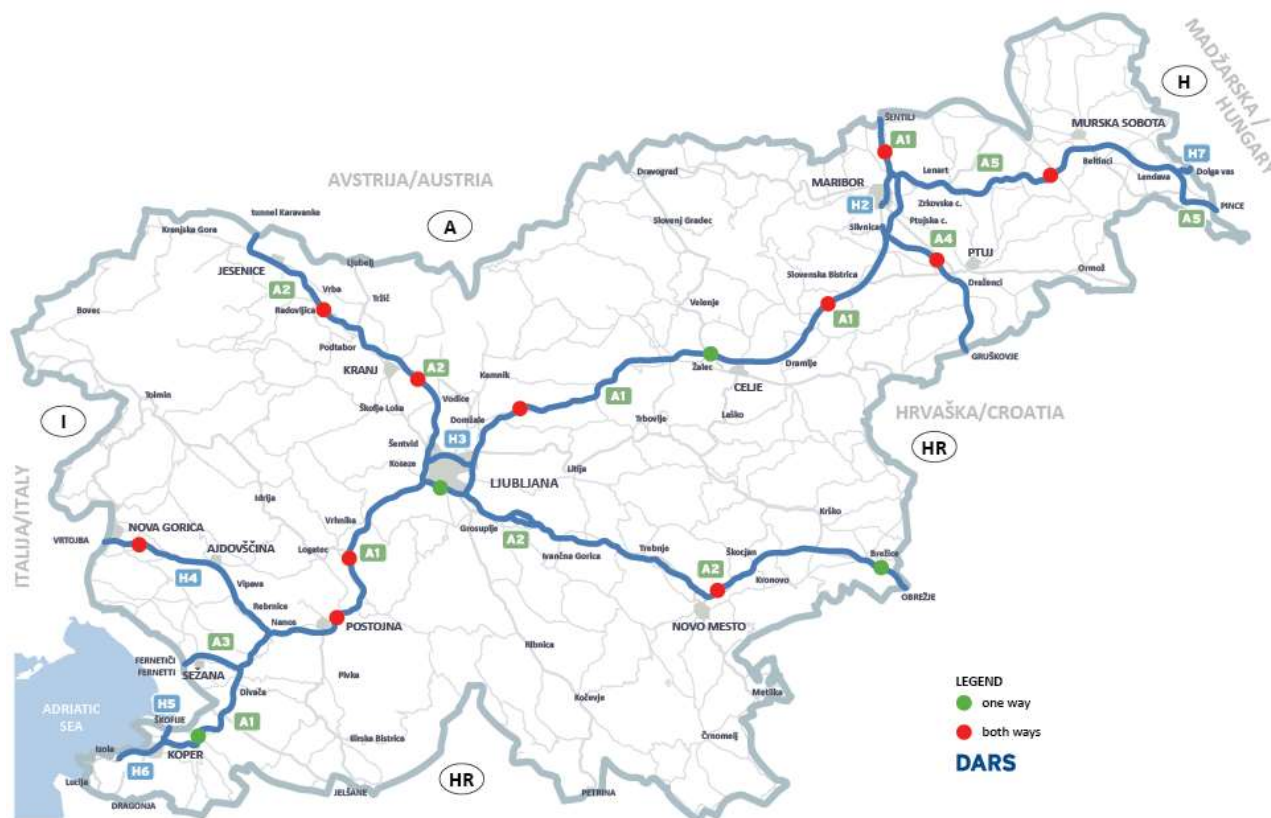 MADŽARSKA /
HUNGARY
H
ŠENTILJ
MURSKA SOBOTA
A1
A5
H7
Beltinci
Dolga vas
Dravograd
Lenart
Lendava
AVSTRIJA/AUSTRIA
MARIBOR
H2
Zrkovska c.
PINCE
A5
tunnel Karavanke
Slovenj Gradec
Ptujska c.
Kranjska Gora
A
Slivnica
A4
PTUJ
Ljubelj
JESENICE
Ormož
Slovenska Bistrica
Draženci
A2
Vrba
Tržič
Velenje
Bovec
Radovljica
A1
Podtabor
GRUŠKOVJE
Žalec
Dramlje
KRANJ
A2
Kamnik
CELJE
Tolmin
Vodice
A1
Škofja Loka
Laško
HRVAŠKA/CROATIA
Domžale
Trbovlje
I
Šentvid
H3
HR
Koseze
Litija
ITALIJA/ITALY
LJUBLJANA
Idrija
Vrhnika
Krško
NOVA GORICA
Grosuplje
A2
VRTOJBA
AJDOVŠČINA
Logatec
A1
Ivančna Gorica
Trebnje
Škocjan
Brežice
H4
Vipava
A2
Kronovo
OBREŽJE
Rebrnice
Nanos
POSTOJNA
NOVO MESTO
A3
Ribnica
FERNETIČI
FERNETTI
SEŽANA
Pivka
LEGEND
Divača
Metlika
one way
H5
Kočevje
ADRIATIC
SEA
ŠKOFIJE
A1
both ways
Ilirska Bistrica
Črnomelj
Izola
KOPER
DARS
H6
Lucija
HR
DRAGONJA
JELŠANE
PETRINA